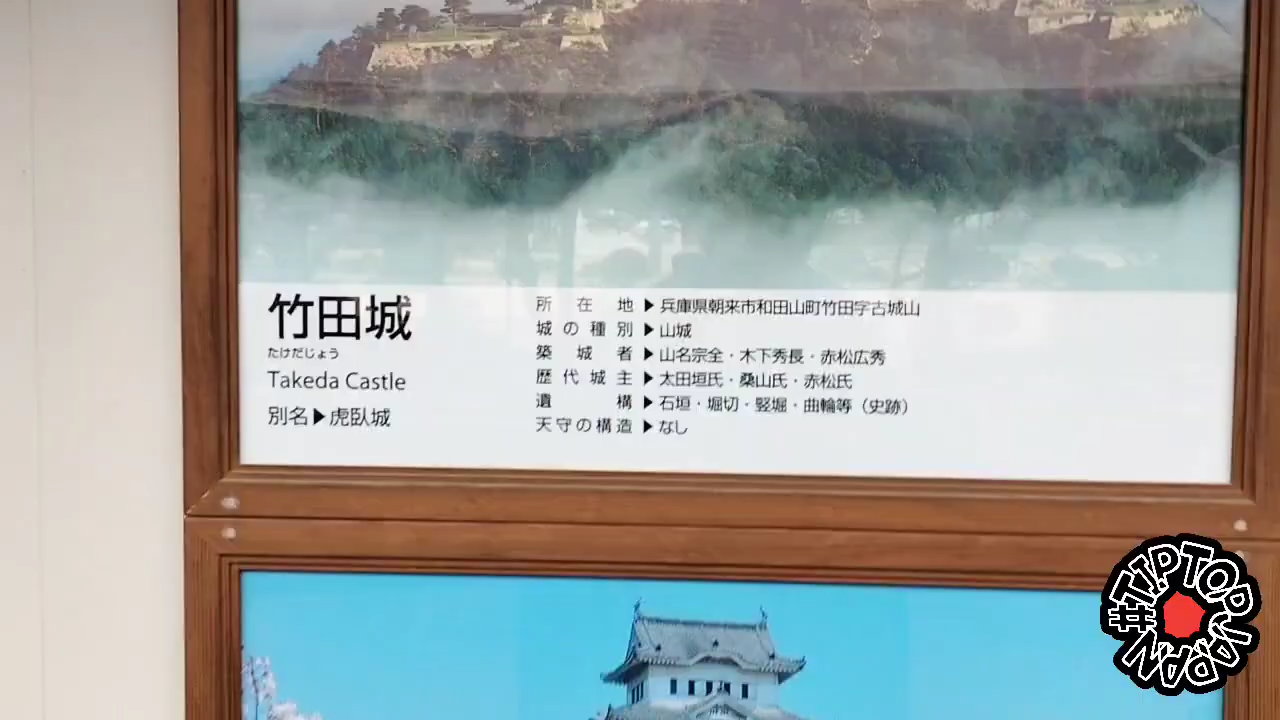 竹田城
たけだじょう
Takeda Castle
別名▶虎臥城
所在地▶兵庫県朝来市和田山町竹田字古城山
城の種別▶山城
築城者▶山名宗全・木下秀長・赤松広秀
歴代城主▶太田垣氏・桑山氏・赤松氏
遺構▶石垣・堀切・竪堀・曲輪等（史跡）
天守の構造▶なし
#TIPTOPJAPAN